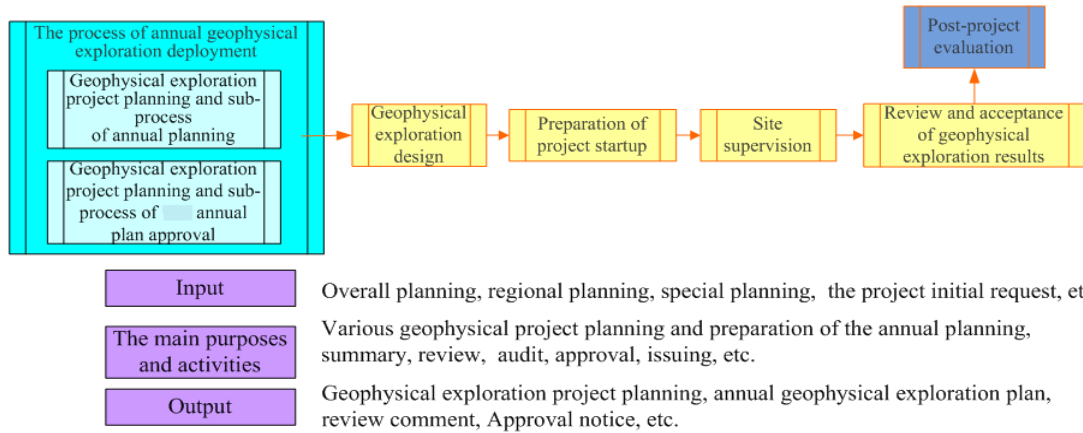 The process of annual geophysical
exploration deployment
Geophysical exploration
project planning and sub-
process
of annual planning
Geophysical exploration
project planning and sub-
process of annual
plan approval
Geophysical
exploration
design
Preparation of
project startup
Site
supervision
Review and acceptance
of geophysical
exploration results
Post-project
evaluation
Input
Overall planning, regional planning, special planning, the project initial request, et
The main purposes
and activities
Various geophysical project planning and preparation of the annual planning,
summary, review, audit, approval, issuing, etc.
Output
Geophysical exploration project planning, annual geophysical exploration plan,
review comment, Approval notice, etc.